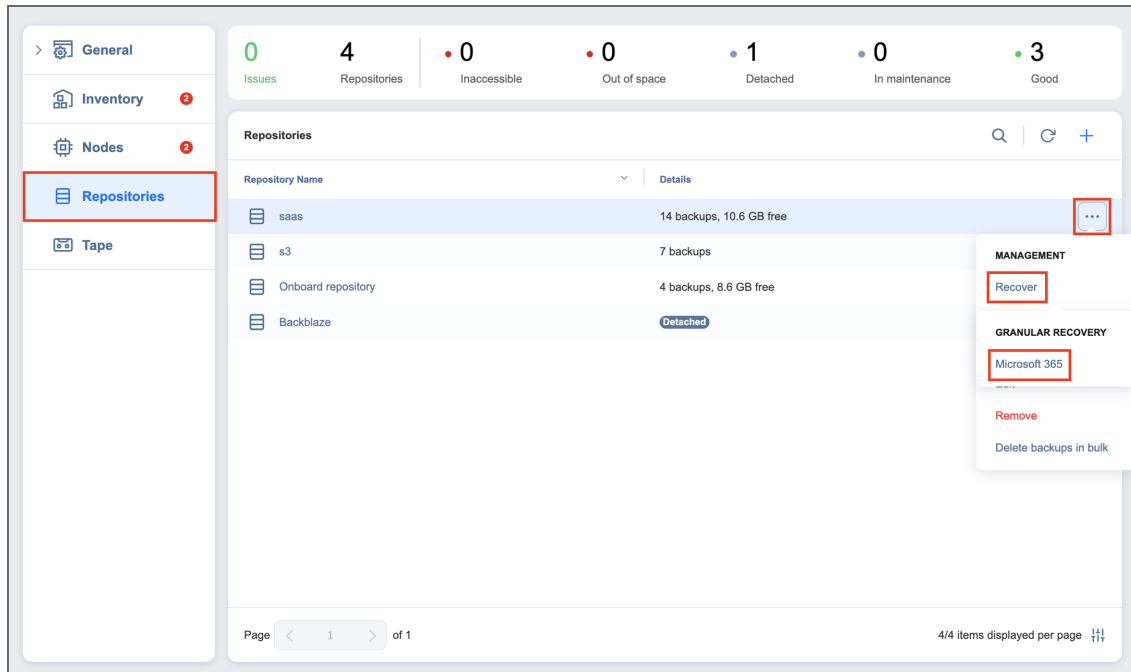 General
Inventory 2
Nodes 2
Repositories
Tape
0 4 0 0 1 0 3
Issues Repositories Inaccessible Out of space Detached In maintenance Good
Repositories
Repository Name Details
saas 14 backups, 10.6 GB free
s3 7 backups
Onboard repository 4 backups, 8.6 GB free
Backblaze Detached
MANAGEMENT
Recover
GRANULAR RECOVERY
Microsoft 365
Remove
Delete backups in bulk
Page 1 of 1
4/4 items displayed per page